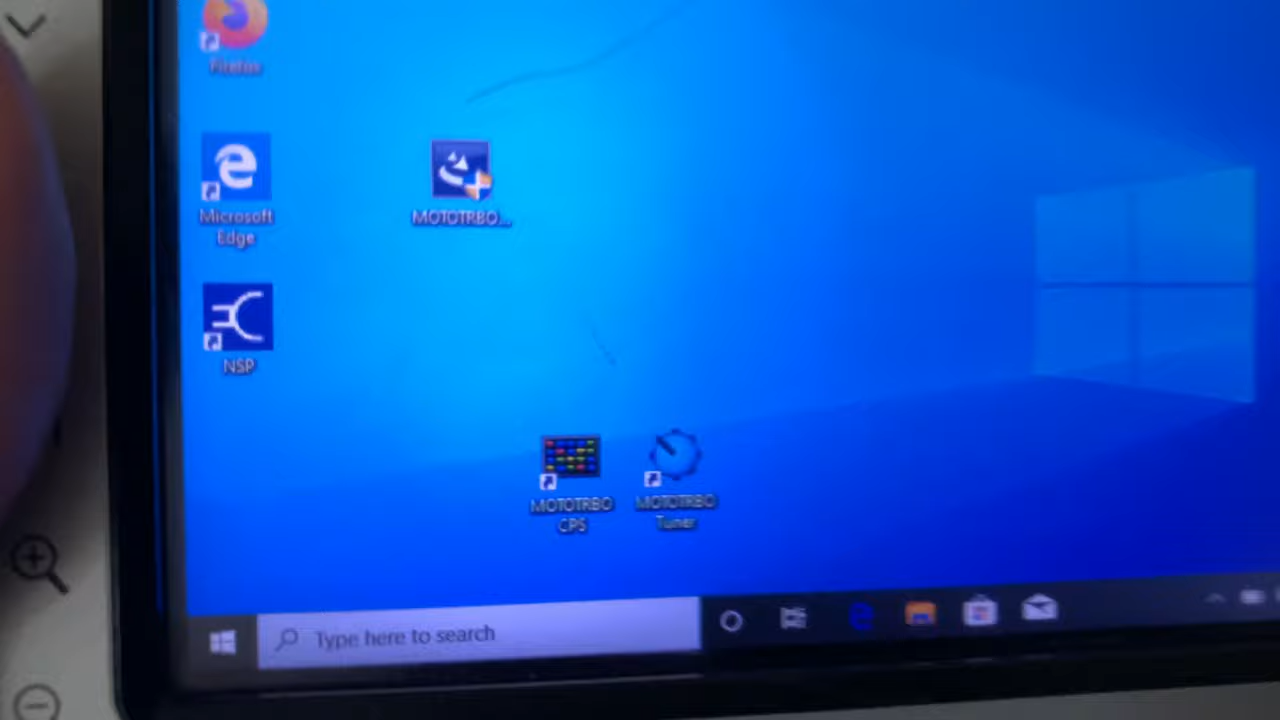 Firefox
Microsoft
Edge
MOTOTRBO...
NSP
MOTOTRBO
CPS
MOTOTRBO
Tuner
Type here to search